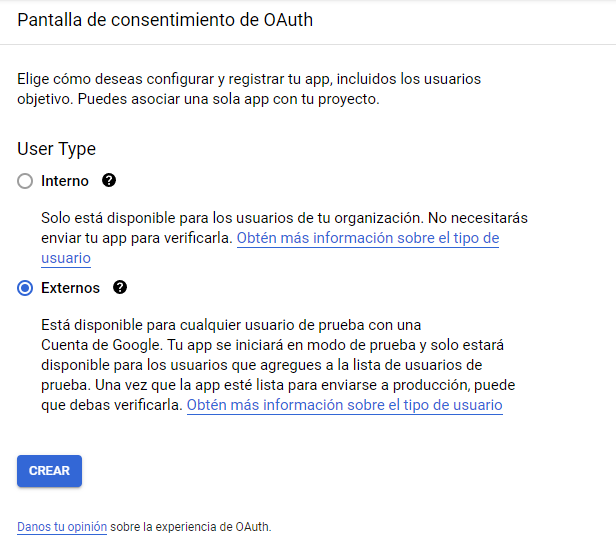 Pantalla de consentimiento de OAuth
Elige cómo deseas configurar y registrar tu app, incluidos los usuarios
objetivo. Puedes asociar una sola app con tu proyecto.
User Type
Interno
Solo está disponible para los usuarios de tu organización. No necesitarás
enviar tu app para verificarla. Obtén más información sobre el tipo de
usuario
Externos
Está disponible para cualquier usuario de prueba con una
Cuenta de Google. Tu app se iniciará en modo de prueba y solo estará
disponible para los usuarios que agregues a la lista de usuarios de
prueba. Una vez que la app esté lista para enviarse a producción, puede
que debas verificarla. Obtén más información sobre el tipo de usuario
CREAR
Danos tu opinión sobre la experiencia de OAuth.